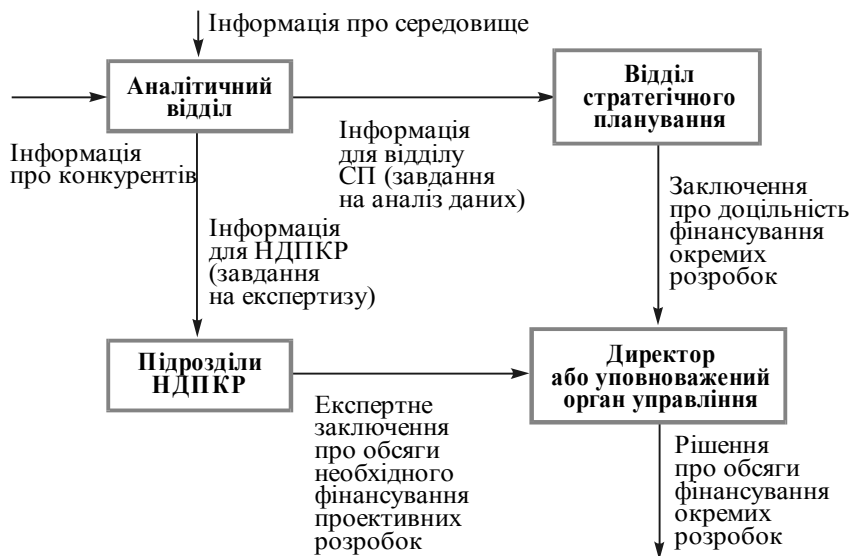 Інформація про середовище
Аналітичний
відділ
Відділ
стратегічного
планування
Інформація
про конкурентів
Інформація
для відділу
СП (завдання
на аналіз даних)
Заключення
про доцільність
фінансування
окремих
розробок
Інформація
для НДПКР
(завдання
на експертизу)
Підрозділи
НДПКР
Директор
або уповноважений
орган управління
Експертне
заключення
про обсяги
необхідного
фінансування
проективних
розробок
Рішення
про обсяги
фінансування
окремих
розробок